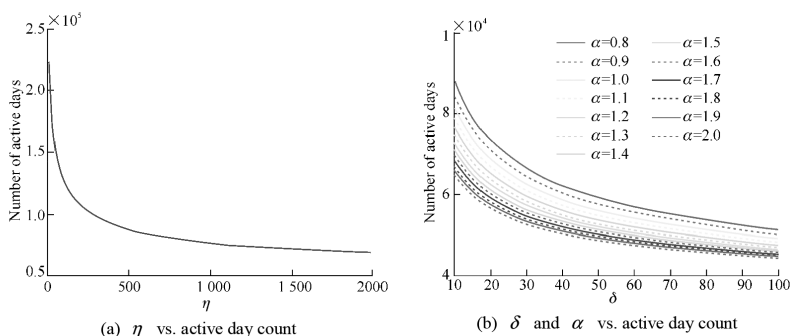 ×10⁵
2.5
2.0
1.5
1.0
0.5
Number of active days
0
500
1 000
1 500
2000
η
(a) η vs. active day count
×10⁴
1
8
6
4
Number of active days
α=0.8
α=0.9
α=1.0
α=1.1
α=1.2
α=1.3
α=1.4
α=1.5
α=1.6
α=1.7
α=1.8
α=1.9
α=2.0
10 20 30 40 50 60 70 80 90 100
δ
(b) δ and α vs. active day count